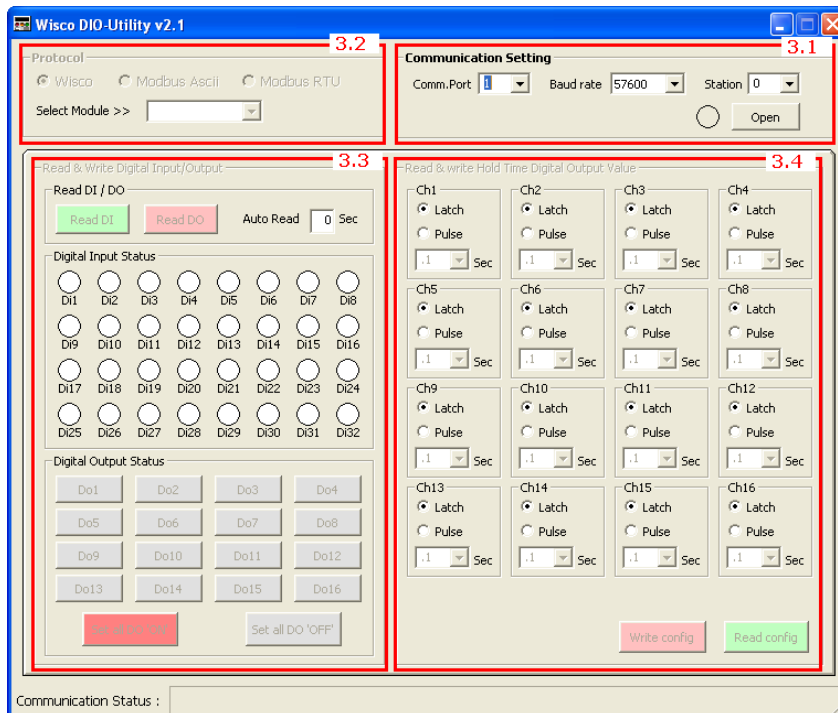 Wisco DIO-Utility v2.1
3.2
3.1
Protocol
Wisco Modbus Ascii Modbus RTU
Select Module >>
Communication Setting
Comm.Port 1 Baud rate 57600 Station 0
Open
3.3
3.4
Read & Write Digital Input/Output
Read DI / DO
Read DI Read DO Auto Read 0 Sec
Digital Input Status
Di1 Di2 Di3 Di4 Di5 Di6 Di7 Di8
Di9 Di10 Di11 Di12 Di13 Di14 Di15 Di16
Di17 Di18 Di19 Di20 Di21 Di22 Di23 Di24
Di25 Di26 Di27 Di28 Di29 Di30 Di31 Di32
Digital Output Status
Do1 Do2 Do3 Do4
Do5 Do6 Do7 Do8
Do9 Do10 Do11 Do12
Do13 Do14 Do15 Do16
Set all DO Set all DO 'OFF'
Read & write Hold Time Digital Output Value
Ch1 Ch2 Ch3 Ch4
Latch Latch Latch Latch
Pulse Pulse Pulse Pulse
.1 Sec .1 Sec .1 Sec .1 Sec
Ch5 Ch6 Ch7 Ch8
Latch Latch Latch Latch
Pulse Pulse Pulse Pulse
.1 Sec .1 Sec .1 Sec .1 Sec
Ch9 Ch10 Ch11 Ch12
Latch Latch Latch Latch
Pulse Pulse Pulse Pulse
.1 Sec .1 Sec .1 Sec .1 Sec
Ch13 Ch14 Ch15 Ch16
Latch Latch Latch Latch
Pulse Pulse Pulse Pulse
.1 Sec .1 Sec .1 Sec .1 Sec
Write config Read config
Communication Status :